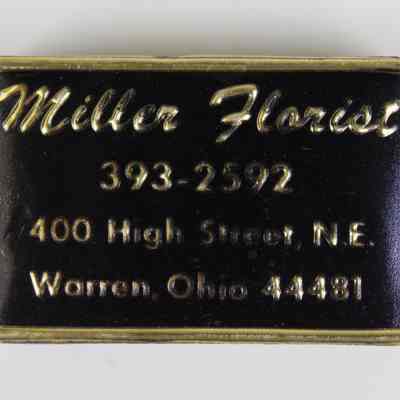 Miller Florist
393-2592
400 High Street, N.E.
Warren, Ohio 44481